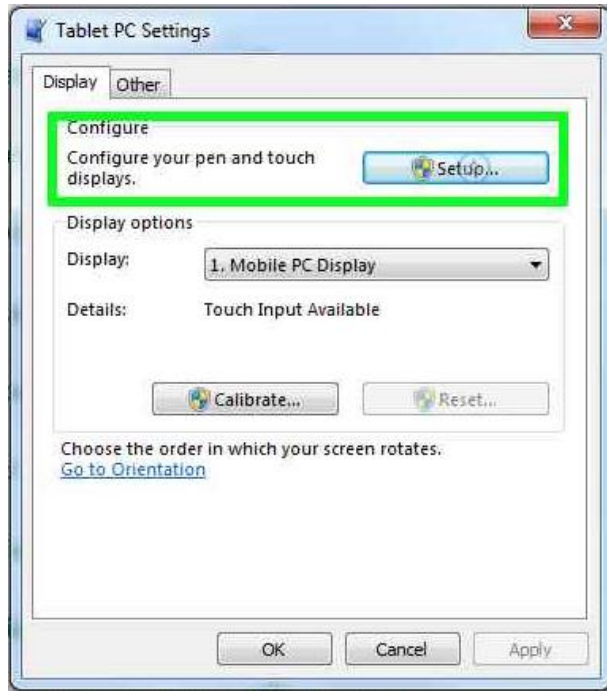 Tablet PC Settings
Display
Other
Configure
Configure your pen and touch
displays.
Setup...
Display options
Display:
1. Mobile PC Display
Details:
Touch Input Available
Calibrate...
Reset...
Choose the order in which your screen rotates.
Go to Orientation
OK
Cancel
Apply